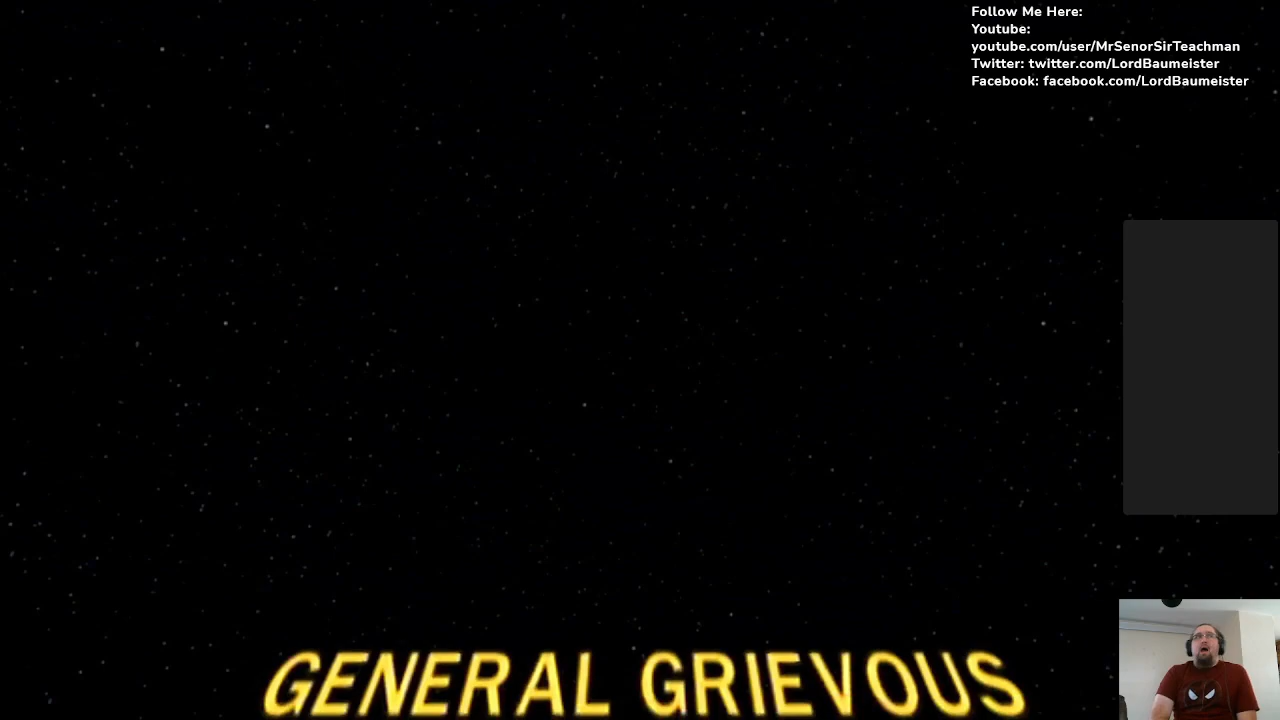 Follow Me Here:
Youtube:
youtube.com/user/MrSenorSirTeachman
Twitter: twitter.com/LordBaumeister
Facebook: facebook.com/LordBaumeister
GENERAL GRIEVOUS